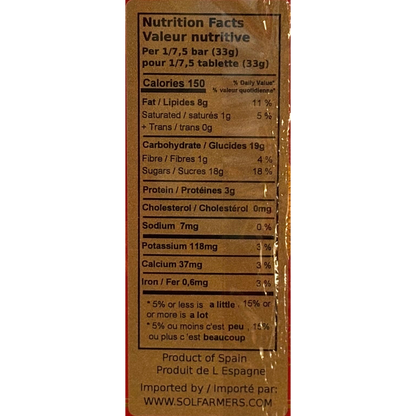 Nutrition Facts
Valeur nutritive
Per 1/7,5 bar (33g)
pour 1/7,5 tablette (33g)
Calories 150 % Daily Value*
% valeur quotidienne*
Fat / Lipides 8g 11 %
Saturated / saturés 1g 5 %
+ Trans / trans 0g
Carbohydrate / Glucides 19g
Fibre / Fibres 1g 4 %
Sugars / Sucres 18g 18 %
Protein / Protéines 3g
Cholesterol / Cholestérol 0mg
Sodium 7mg 0 %
Potassium 118mg 3 %
Calcium 37mg 3 %
Iron / Fer 0,6mg 3 %
* 5% or less is a little, 15% or
or more is a lot
* 5% ou moins c'est peu, 15%
ou plus c'est beaucoup
Product of Spain
Produit de L Espagne
Imported by / Importé par:
WWW.SOLFARMERS.COM